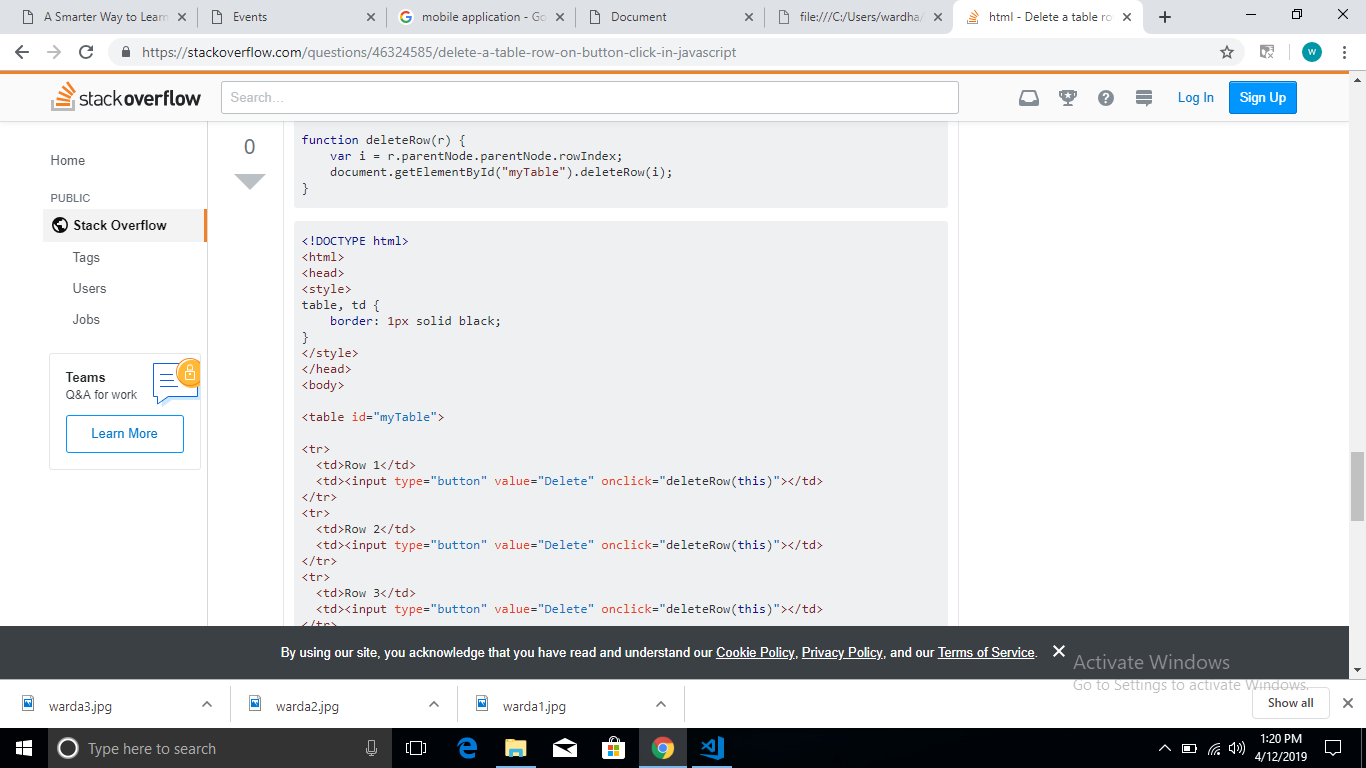 A Smarter Way to Learn
Events
mobile application - Go
Document
file:///C:/Users/wardha/
html - Delete a table ro
https://stackoverflow.com/questions/46324585/delete-a-table-row-on-button-click-in-javascript
w
stackoverflow
Search...
Log In
Sign Up
Home
PUBLIC
Stack Overflow
Tags
Users
Jobs
Teams
Q&A for work
Learn More
0
function deleteRow(r) {
    var i = r.parentNode.parentNode.rowIndex;
    document.getElementById("myTable").deleteRow(i);
}
<!DOCTYPE html>
<html>
<head>
<style>
table, td {
    border: 1px solid black;
}
</style>
</head>
<body>
<table id="myTable">
<tr>
  <td>Row 1</td>
  <td><input type="button" value="Delete" onclick="deleteRow(this)"></td>
</tr>
<tr>
  <td>Row 2</td>
  <td><input type="button" value="Delete" onclick="deleteRow(this)"></td>
</tr>
<tr>
  <td>Row 3</td>
  <td><input type="button" value="Delete" onclick="deleteRow(this)"></td>
</tr>
By using our site, you acknowledge that you have read and understand our Cookie Policy, Privacy Policy, and our Terms of Service.
Activate Windows
Go to Settings to activate Windows.
warda3.jpg
warda2.jpg
warda1.jpg
Show all
Type here to search
1:20 PM
4/12/2019